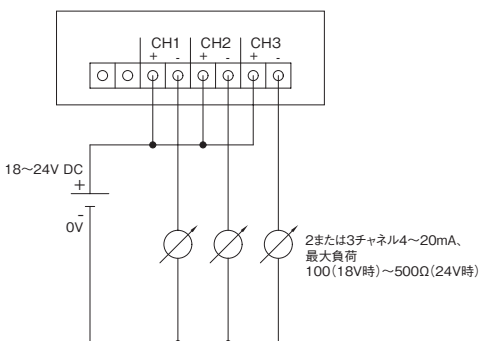 CH1 CH2 CH3
+ - + - + -
18～24V DC
+
-
0V
2または3チャネル4～20mA、
最大負荷
100(18V時)～500Ω(24V時)